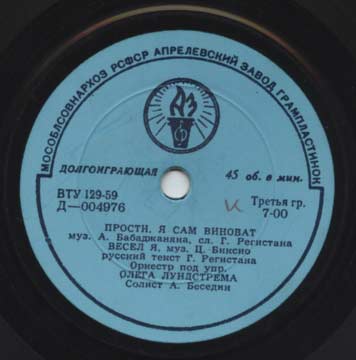 МОСОБЛСОВНАРХОЗ РСФСР АПРЕЛЕВСКИЙ ЗАВОД ГРАМПЛАСТИНОК
АЗ
ДОЛГОИГРАЮЩАЯ
45 об. в мин.
ВТУ 129-59
Д—004976
К
Третья гр.
7-00
ПРОСТИ, Я САМ ВИНОВАТ
муз. А. Бабаджаняна, сл. Г. Регистана
ВЕСЕЛ Я, муз. Ц. Биксио
русский текст Г. Регистана
Оркестр под упр.
ОЛЕГА ЛУНДСТРЕМА
Солист А. Беседин